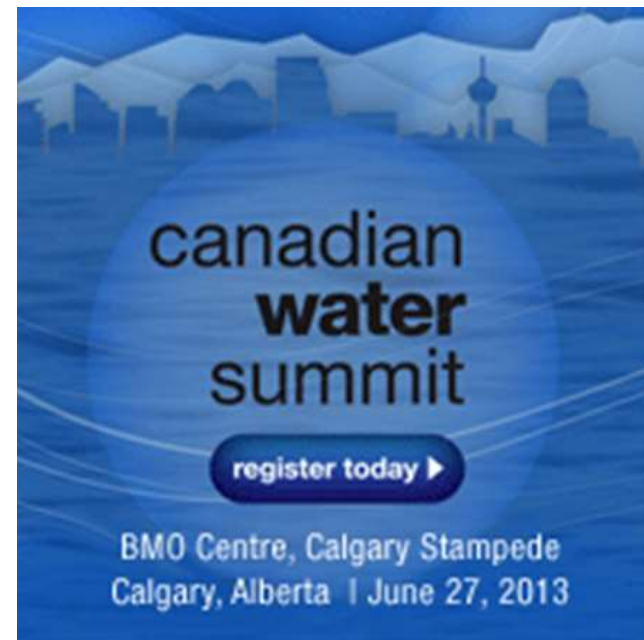 canadian
water
summit
register today
BMO Centre, Calgary Stampede
Calgary, Alberta | June 27, 2013